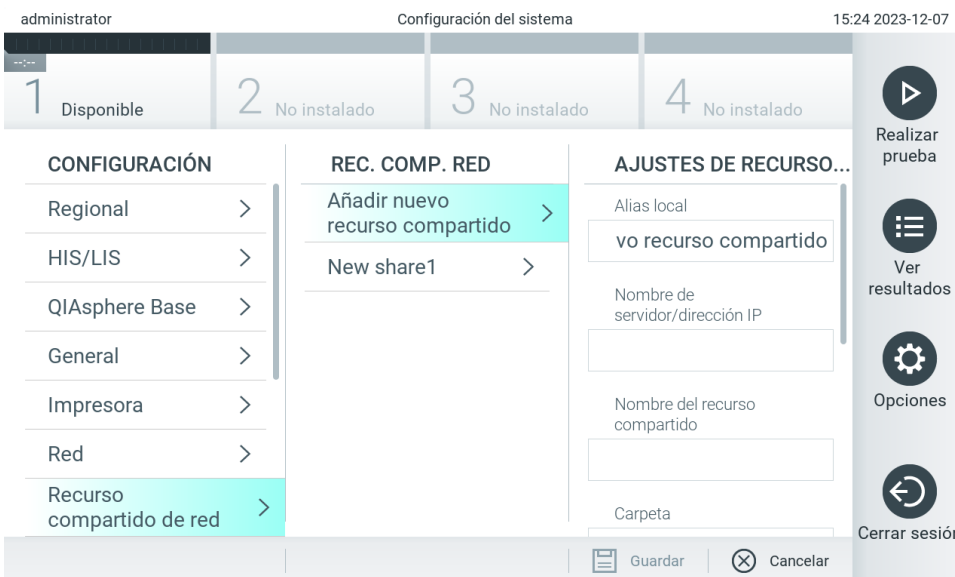 administrator
Configuración del sistema
15:24 2023-12-07
--:--
1 Disponible
2 No instalado
3 No instalado
4 No instalado
CONFIGURACIÓN
Regional
HIS/LIS
QIAsphere Base
General
Impresora
Red
Recurso
compartido de red
REC. COMP. RED
Añadir nuevo
recurso compartido
New share1
AJUSTES DE RECURSO...
Alias local
vo recurso compartido
Nombre de
servidor/dirección IP
Nombre del recurso
compartido
Carpeta
Guardar
Cancelar
Realizar
prueba
Ver
resultados
Opciones
Cerrar sesión